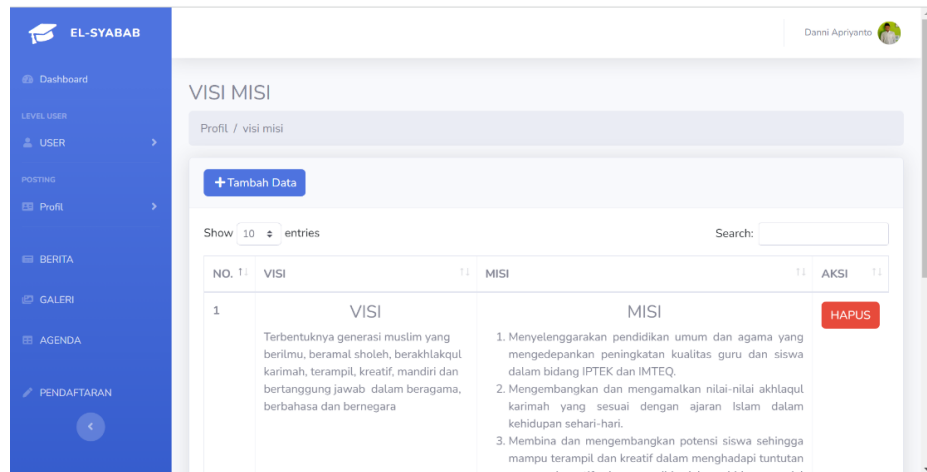 EL-SYABAB
Danni Apriyanto
Dashboard
LEVEL USER
USER
POSTING
Profil
BERITA
GALERI
AGENDA
PENDAFTARAN
VISI MISI
Profil / visi misi
+Tambah Data
Show 10 entries
Search:
NO. VISI MISI AKSI
1
VISI
Terbentuknya generasi muslim yang
berilmu, beramal sholeh, berakhlakqul
karimah, terampil, kreatif, mandiri dan
bertanggung jawab dalam beragama,
berbahasa dan bernegara
MISI
1. Menyelenggarakan pendidikan umum dan agama yang
mengedepankan peningkatan kualitas guru dan siswa
dalam bidang IPTEK dan IMTEQ.
2. Mengembangkan dan mengamalkan nilai-nilai akhlaqul
karimah yang sesuai dengan ajaran Islam dalam
kehidupan sehari-hari.
3. Membina dan mengembangkan potensi siswa sehingga
mampu terampil dan kreatif dalam menghadapi tuntutan
HAPUS